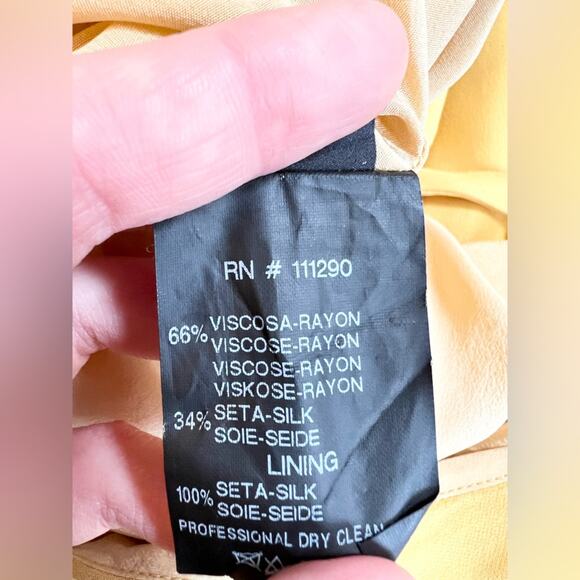 RN # 111290
66% VISCOSA-RAYON
VISCOSE-RAYON
VISCOSE-RAYON
VISKOSE-RAYON
34% SETA-SILK
SOIE-SEIDE
LINING
100% SETA-SILK
SOIE-SEIDE
PROFESSIONAL DRY CLEAN